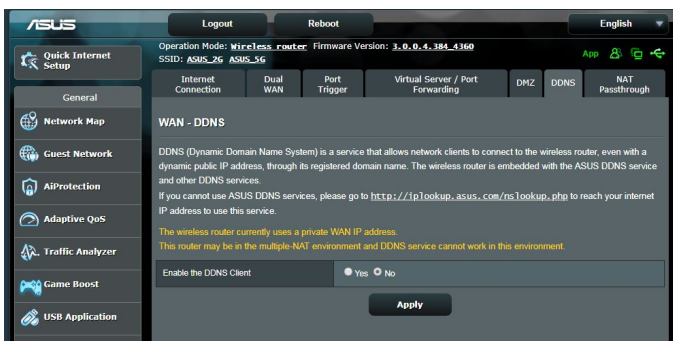 ASUS
Logout
Reboot
English
Quick Internet
Setup
Operation Mode: Wireless router Firmware Version: 3.0.0.4.384_4360
SSID: ASUS_2G ASUS_5G
App
General
Network Map
Guest Network
AiProtection
Adaptive QoS
Traffic Analyzer
Game Boost
USB Application
Internet
Connection
Dual
WAN
Port
Trigger
Virtual Server / Port
Forwarding
DMZ
DDNS
NAT
Passthrough
WAN - DDNS
DDNS (Dynamic Domain Name System) is a service that allows network clients to connect to the wireless router, even with a
dynamic public IP address, through its registered domain name. The wireless router is embedded with the ASUS DDNS service
and other DDNS services.
If you cannot use ASUS DDNS services, please go to http://iplookup.asus.com/nslookup.php to reach your internet
IP address to use this service.
The wireless router currently uses a private WAN IP address.
This router may be in the multiple-NAT environment and DDNS service cannot work in this environment.
Enable the DDNS Client
Yes No
Apply